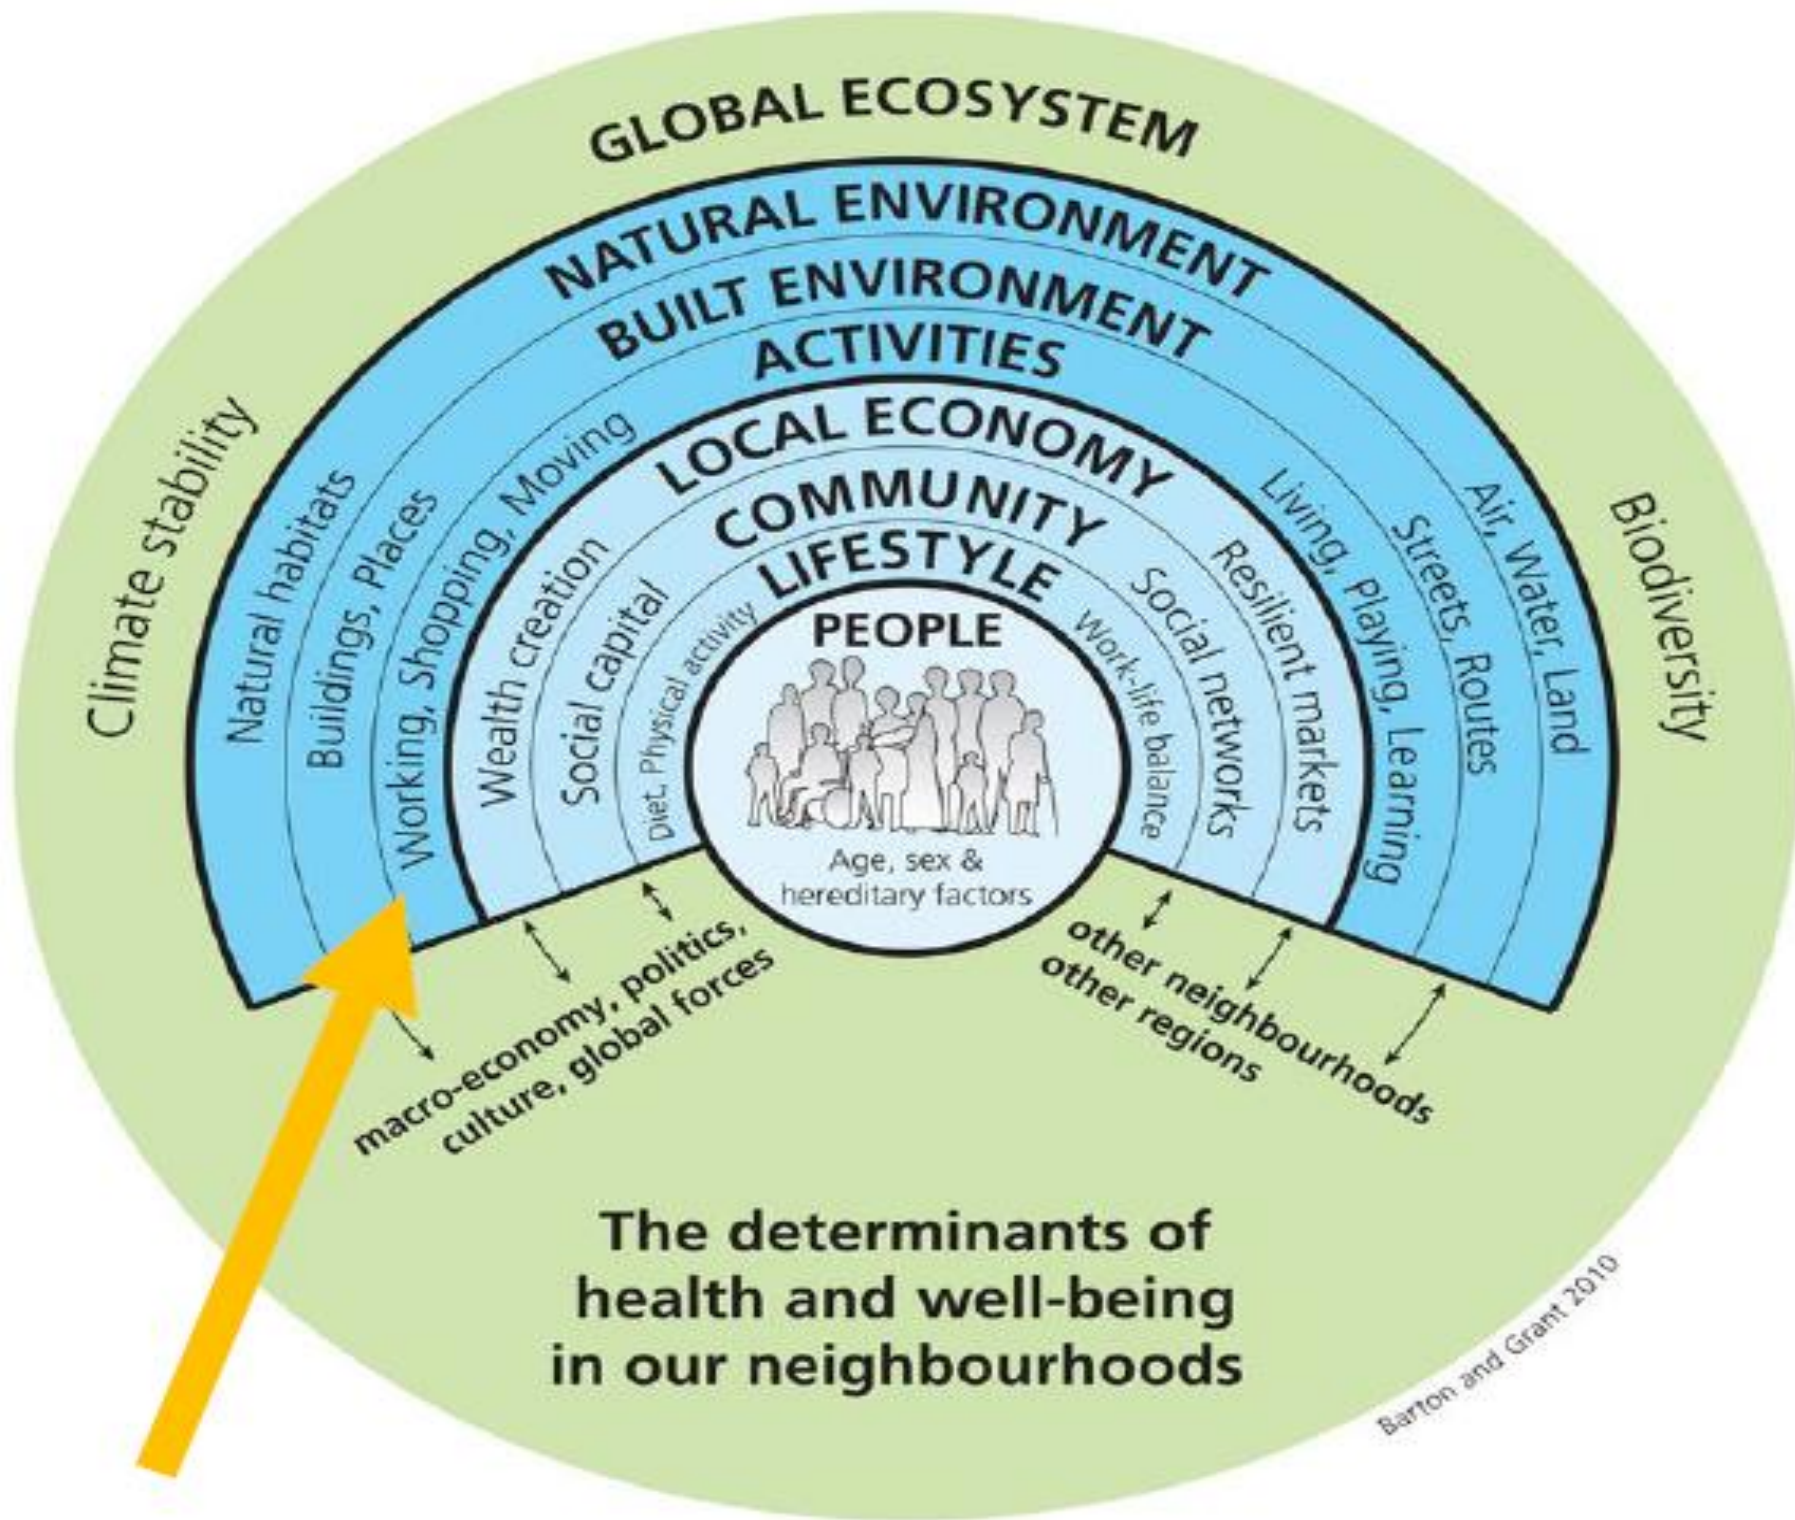 GLOBAL ECOSYSTEM
NATURAL ENVIRONMENT
BUILT ENVIRONMENT
ACTIVITIES
LOCAL ECONOMY
COMMUNITY
LIFESTYLE
PEOPLE
Climate stability
Natural habitats
Buildings, Places
Working, Shopping, Moving
Wealth creation
Social capital
Diet, Physical activity
Work-life balance
Social networks
Resilient markets
Living, Playing, Learning
Streets, Routes
Air, Water, Land
Biodiversity
Age, sex &
hereditary factors
macro-economy, politics,
culture, global forces
other neighbourhoods
other regions
The determinants of
health and well-being
in our neighbourhoods
Barton and Grant 2010